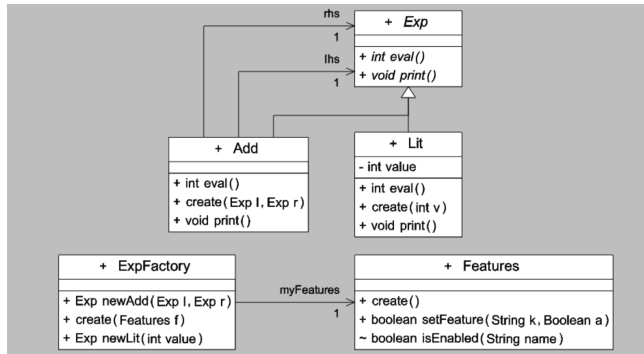 rhs
1
lhs
1
+ Exp
+ int eval()
+ void print()
+ Add
+ int eval()
+ create(Exp l, Exp r)
+ void print()
+ Lit
- int value
+ int eval()
+ create(int v)
+ void print()
+ ExpFactory
+ Exp newAdd(Exp l, Exp r)
+ create(Features f)
+ Exp newLit(int value)
myFeatures
1
+ Features
+ create()
+ boolean setFeature(String k, Boolean a)
~ boolean isEnabled(String name)